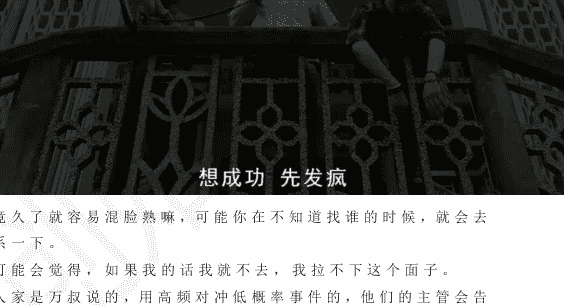 想成功 先发疯
竟久了就容易混脸熟嘛，可能你在不知道找谁的时候，就会去
系一下。
可能会觉得，如果我的话我就不去，我拉不下这个面子。
人家是万叔说的，用高频对冲低概率事件的，他们的主管会告